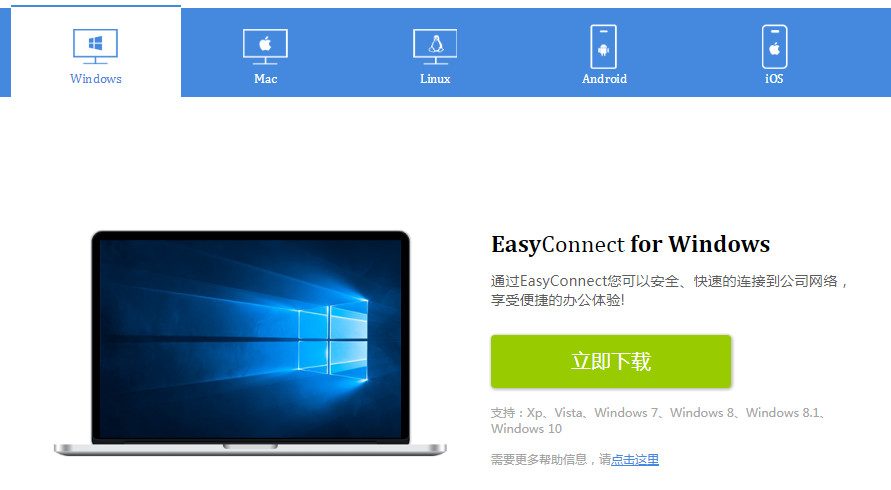 Windows
Mac
Linux
Android
iOS
EasyConnect for Windows
通过EasyConnect您可以安全、快速的连接到公司网络，
享受便捷的办公体验!
立即下载
支持：Xp、Vista、Windows 7、Windows 8、Windows 8.1、
Windows 10
需要更多帮助信息，请点击这里